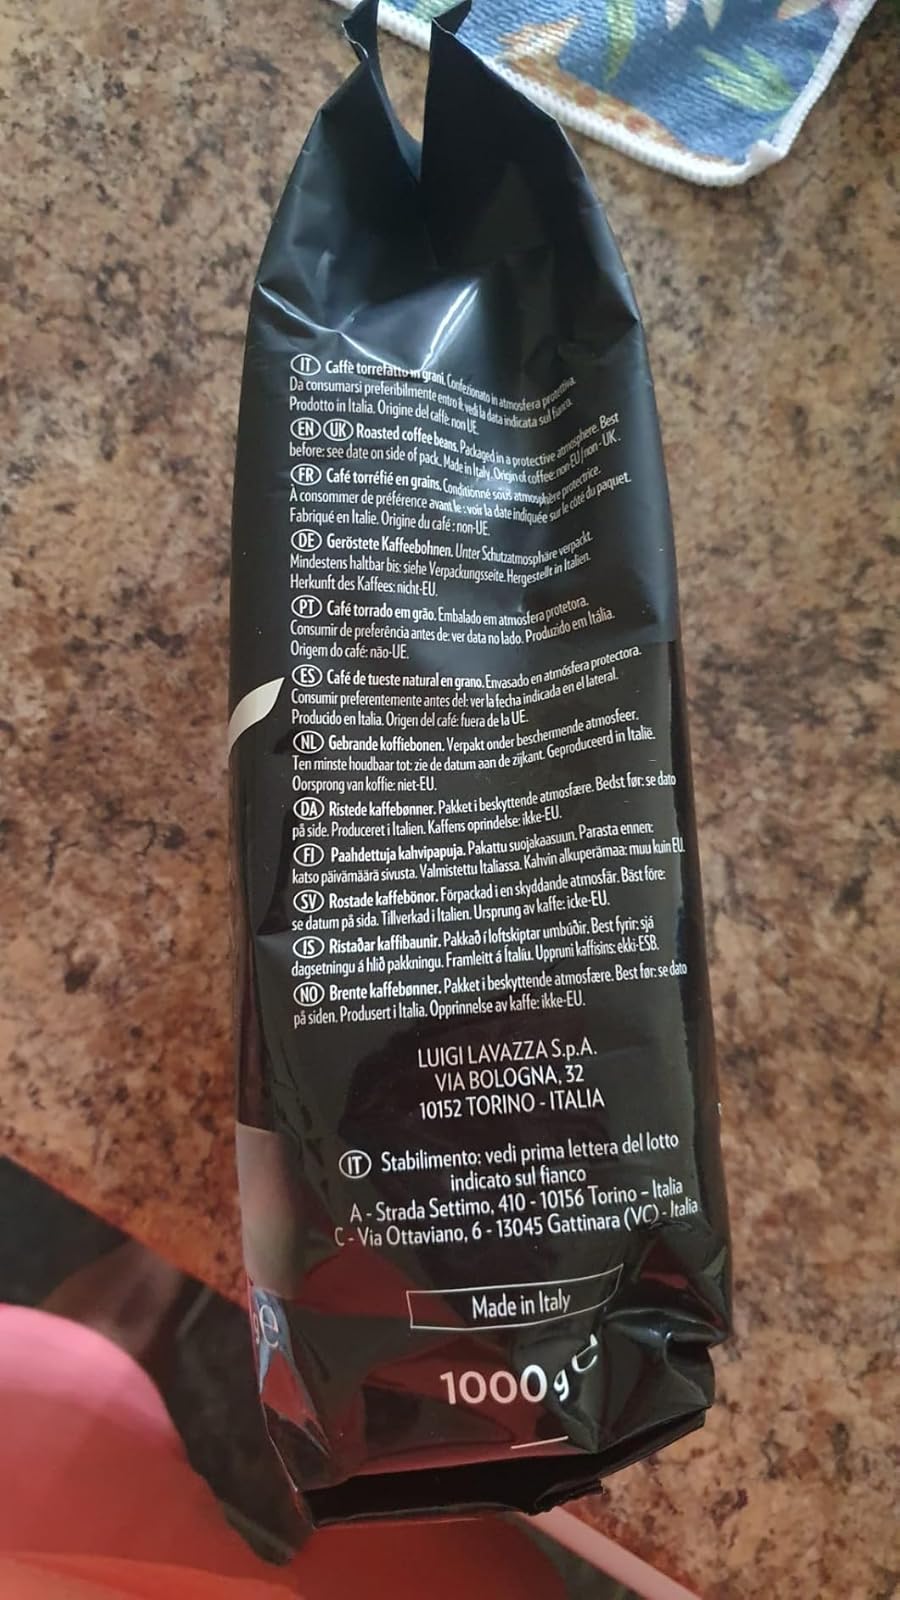 IT Caffè torrefatto in grani. Confezionato in atmosfera protettiva.
Da consumarsi preferibilmente entro il: vedi la data indicata sul fianco.
Prodotto in Italia. Origine del caffè: non UE.
EN UK Roasted coffee beans. Packaged in a protective atmosphere. Best
before: see date on side of pack. Made in Italy. Origin of coffee: non-EU/non-UK.
FR Café torréfié en grains. Conditionné sous atmosphère protectrice.
À consommer de préférence avant le : voir la date indiquée sur le côté du paquet.
Fabriqué en Italie. Origine du café : non-UE.
DE Geröstete Kaffeebohnen. Unter Schutzatmosphäre verpackt.
Mindestens haltbar bis: siehe Verpackungsseite. Hergestellt in Italien.
Herkunft des Kaffees: nicht-EU.
PT Café torrado em grão. Embalado em atmosfera protetora.
Consumir de preferência antes de: ver data no lado. Produzido em Itália.
Origem do café: não-UE.
ES Café de tueste natural en grano. Envasado en atmósfera protectora.
Consumir preferentemente antes del: ver la fecha indicada en el lateral.
Producido en Italia. Origen del café: fuera de la UE.
NL Gebrande koffiebonen. Verpakt onder beschermende atmosfeer.
Ten minste houdbaar tot: zie de datum aan de zijkant. Geproduceerd in Italië.
Oorsprong van koffie: niet-EU.
DA Ristede kaffebønner. Pakket i beskyttende atmosfære. Bedst før: se dato
på side. Produceret i Italien. Kaffens oprindelse: ikke-EU.
FI Paahdettuja kahvipapuja. Pakattu suojakaasuun. Parasta ennen:
katso päivämäärä sivusta. Valmistettu Italiassa. Kahvin alkuperämaa: muu kuin EU.
SV Rostade kaffebönor. Förpackad i en skyddande atmosfär. Bäst före:
se datum på sida. Tillverkad i Italien. Ursprung av kaffe: icke-EU.
IS Ristaðar kaffibaunir. Pakkað í loftskiptar umbúðir. Best fyrir: sjá
dagsetningu á hlið pakkningu. Framleitt á Ítalíu. Uppruni kaffisins: ekki-ESB.
NO Brente kaffebønner. Pakket i beskyttende atmosfære. Best før: se dato
på siden. Produsert i Italia. Opprinnelse av kaffe: ikke-EU.
LUIGI LAVAZZA S.p.A.
VIA BOLOGNA, 32
10152 TORINO - ITALIA
IT Stabilimento: vedi prima lettera del lotto
indicato sul fianco
A - Strada Settimo, 410 - 10156 Torino - Italia
C - Via Ottaviano, 6 - 13045 Gattinara (VC) - Italia
Made in Italy
1000 g e